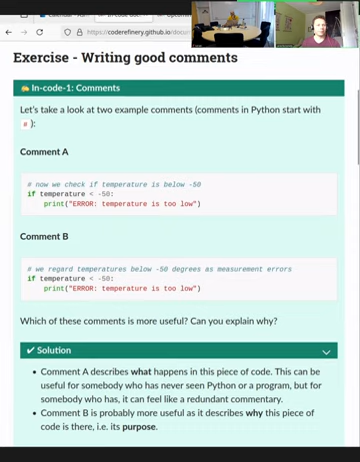 https://coderefinery.github.io/docum
Exercise - Writing good comments
In-code-1: Comments
Let's take a look at two example comments (comments in Python start with
# ):
Comment A
# now we check if temperature is below -50
if temperature < -50:
print("ERROR: temperature is too low")
Comment B
# we regard temperatures below -50 degrees as measurement errors
if temperature < -50:
print("ERROR: temperature is too low")
Which of these comments is more useful? Can you explain why?
✔ Solution
• Comment A describes what happens in this piece of code. This can be
useful for somebody who has never seen Python or a program, but for
somebody who has, it can feel like a redundant commentary.
• Comment B is probably more useful as it describes why this piece of
code is there, i.e. its purpose.